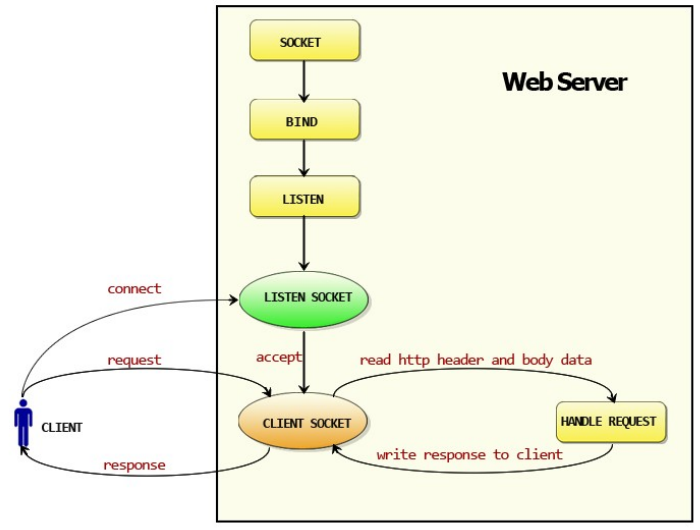 SOCKET
Web Server
BIND
LISTEN
connect
LISTEN SOCKET
request
accept
read http header and body data
CLIENT
CLIENT SOCKET
HANDLE REQUEST
response
write response to client